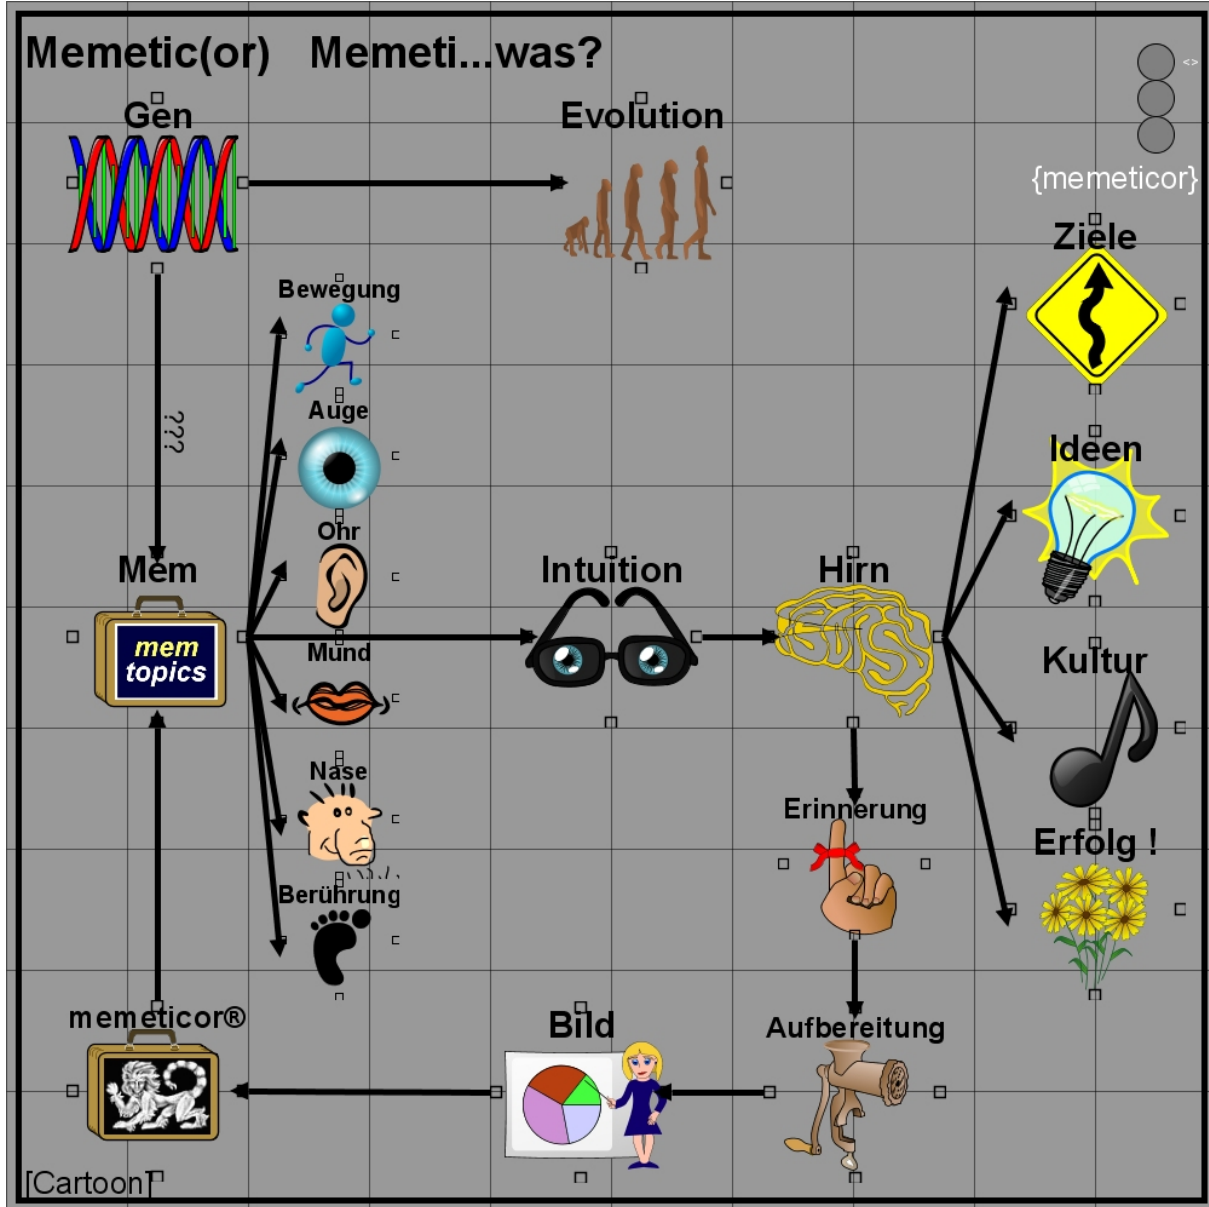 Memetic(or) Memeti...was?
<>
Gen
Evolution
{memeticor}
Ziele
Bewegung
Auge
???
Ideen
Ohr
Mem
Intuition
Hirn
mem
topics
Mund
Kultur
Nase
Erinnerung
Erfolg !
Berührung
memeticor®
Bild
Aufbereitung
[Cartoon]